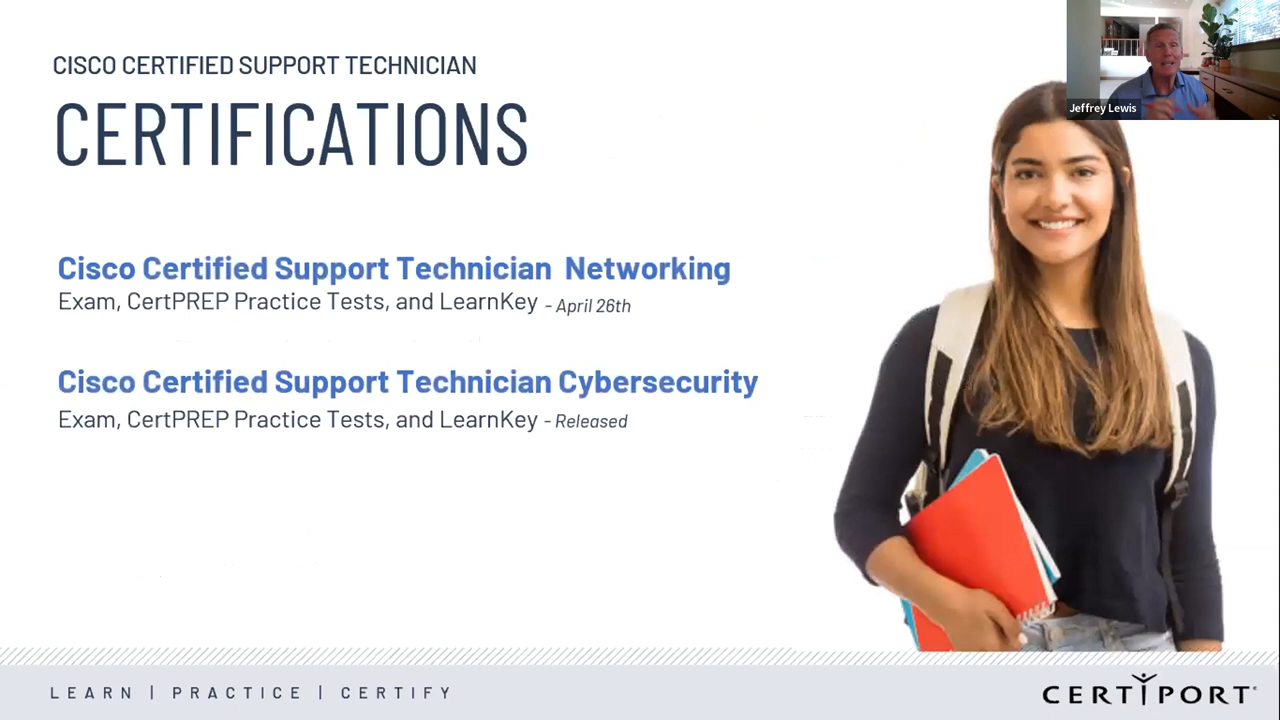 CISCO CERTIFIED SUPPORT TECHNICIAN
CERTIFICATIONS
Jeffrey Lewis
Cisco Certified Support Technician Networking
Exam, CertPREP Practice Tests, and LearnKey - April 26th
Cisco Certified Support Technician Cybersecurity
Exam, CertPREP Practice Tests, and LearnKey - Released
LEARN | PRACTICE | CERTIFY
CERTIPORT